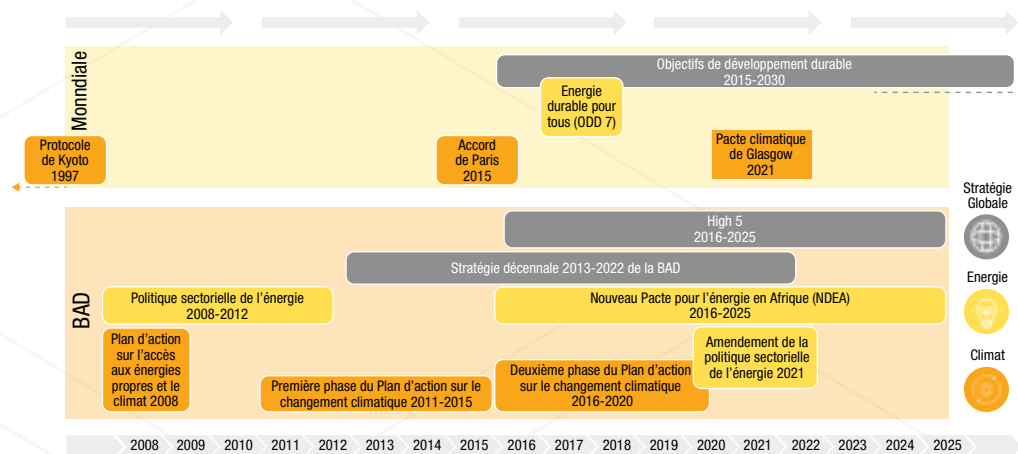 Monndiale
Objectifs de développement durable
2015-2030
Energie
durable pour
tous (ODD 7)
Protocole
de Kyoto
1997
Accord
de Paris
2015
Pacte climatique
de Glasgow
2021
Stratégie
Globale
Energie
Climat
BAD
High 5
2016-2025
Stratégie décennale 2013-2022 de la BAD
Politique sectorielle de l’énergie
2008-2012
Nouveau Pacte pour l’énergie en Afrique (NDEA)
2016-2025
Plan d’action
sur l’accès
aux énergies
propres et le
climat 2008
Première phase du Plan d’action sur le
changement climatique 2011-2015
Deuxième phase du Plan d’action
sur le changement climatique
2016-2020
Amendement de la
politique sectorielle
de l’énergie 2021
2008 2009 2010 2011 2012 2013 2014 2015 2016 2017 2018 2019 2020 2021 2022 2023 2024 2025